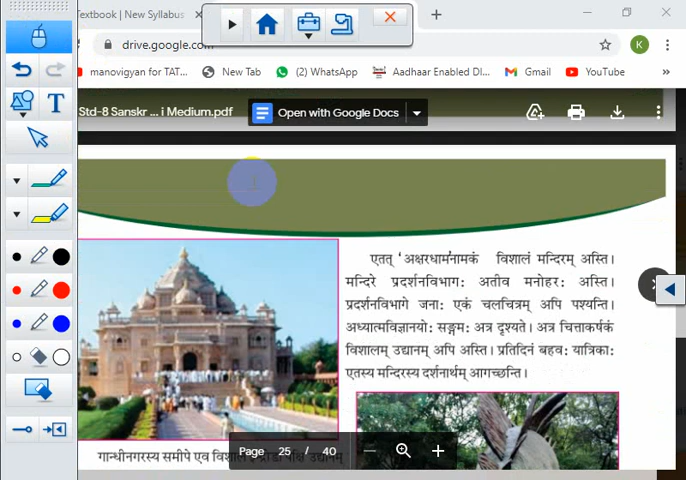 Textbook | New Syllabus
drive.google.com
K
manovigyan for TAT...
New Tab
(2) WhatsApp
Aadhaar Enabled DI...
Gmail
YouTube
»
T
Std-8 Sanskr
i Medium.pdf
Open with Google Docs
एतत् 'अक्षरधाम'नामकं विशालं मन्दिरम् अस्ति।
मन्दिरे प्रदर्शनविभागः अतीव मनोहरः अस्ति।
प्रदर्शनविभागे जनाः एकं चलचित्रम् अपि पश्यन्ति।
अध्यात्मविज्ञानयोः सङ्गमः अत्र दृश्यते। अत्र चित्ताकर्षकं
विशालम् उद्यानम् अपि अस्ति। प्रतिदिनं बहवः यात्रिकाः
एतस्य मन्दिरस्य दर्शनार्थम् आगच्छन्ति।
गान्धीनगरस्य समीपे एव उद्यानम्
Page 25 / 40